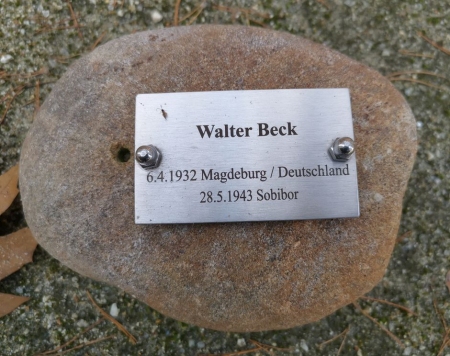 Walter Beck
6.4.1932 Magdeburg / Deutschland
28.5.1943 Sobibor